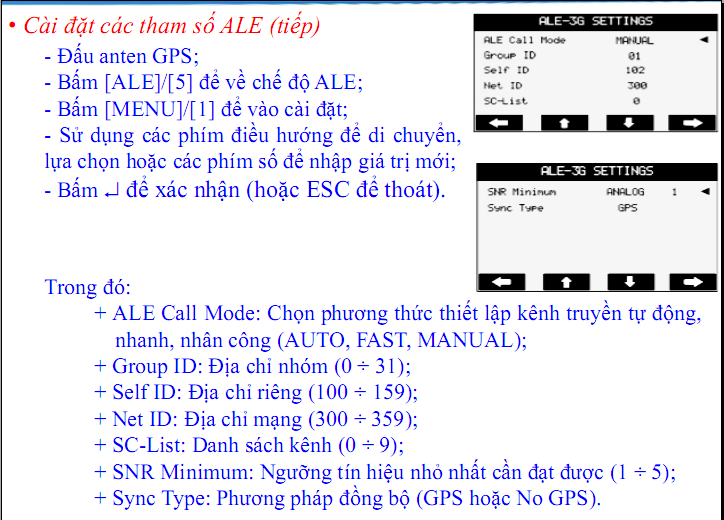 • Cài đặt các tham số ALE (tiếp)
- Đấu anten GPS;
- Bấm [ALE]/[5] để về chế độ ALE;
- Bấm [MENU]/[1] để vào cài đặt;
- Sử dụng các phím điều hướng để di chuyển,
lựa chọn hoặc các phím số để nhập giá trị mới;
- Bấm ↵ để xác nhận (hoặc ESC để thoát).
ALE-3G SETTINGS
ALE Call Mode MANUAL ◄
Group ID 01
Self ID 102
Net ID 300
SC-List 0
ALE-3G SETTINGS
SNR Minimum ANALOG 1 ◄
Sync Type GPS
Trong đó:
+ ALE Call Mode: Chọn phương thức thiết lập kênh truyền tự động,
nhanh, nhân công (AUTO, FAST, MANUAL);
+ Group ID: Địa chỉ nhóm (0 ÷ 31);
+ Self ID: Địa chỉ riêng (100 ÷ 159);
+ Net ID: Địa chỉ mạng (300 ÷ 359);
+ SC-List: Danh sách kênh (0 ÷ 9);
+ SNR Minimum: Ngưỡng tín hiệu nhỏ nhất cần đạt được (1 ÷ 5);
+ Sync Type: Phương pháp đồng bộ (GPS hoặc No GPS).